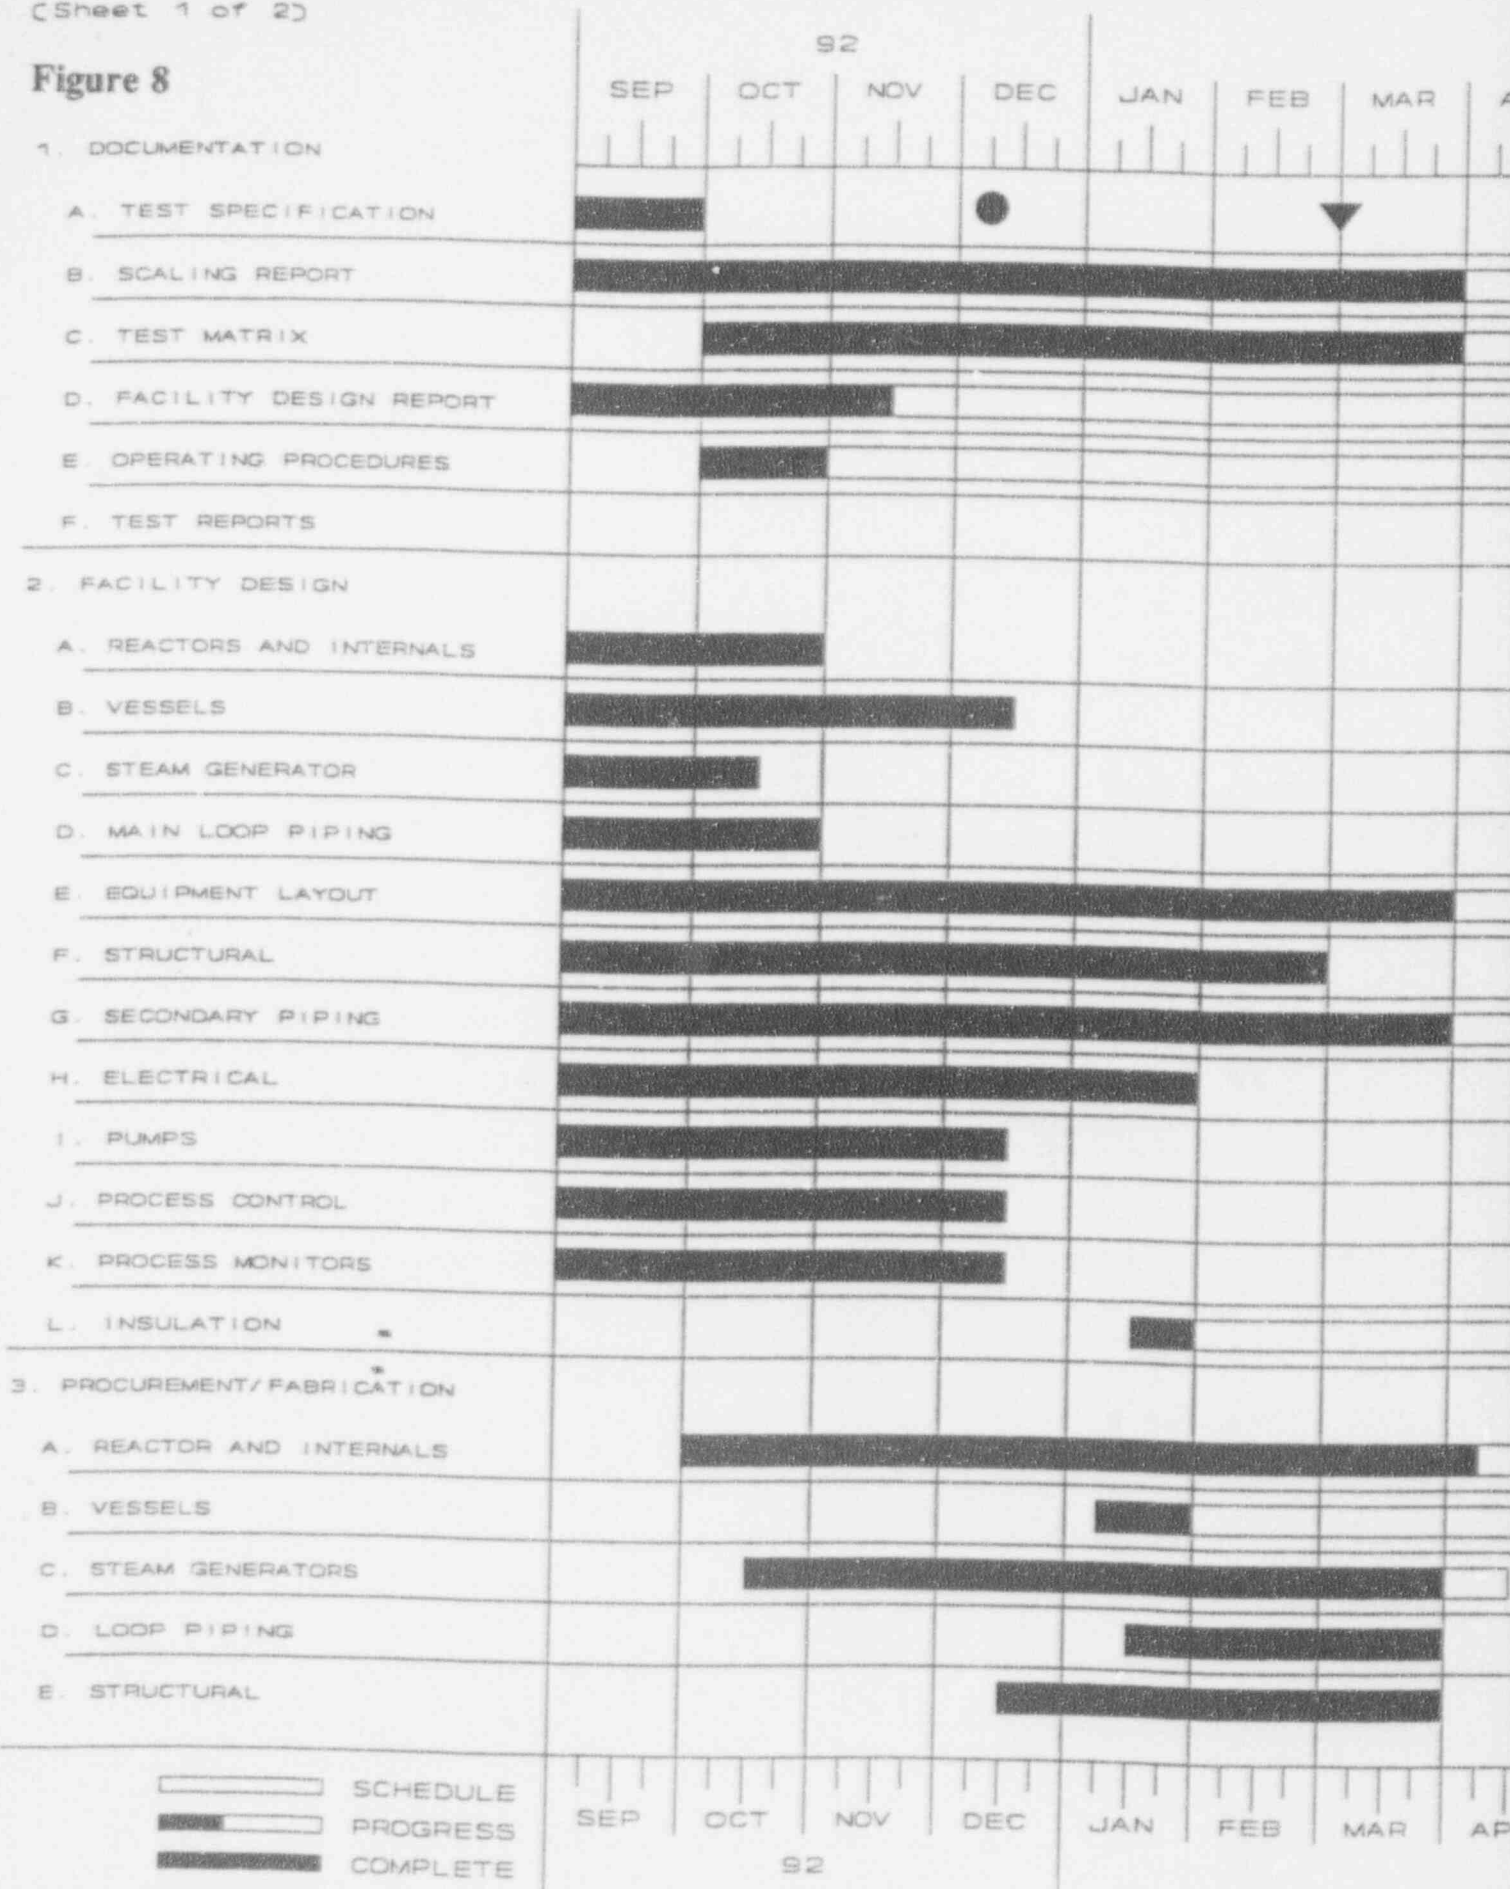 (Sheet 1 of 2)
92
Figure 8
SEP OCT NOV DEC JAN FEB MAR A
1. DOCUMENTATION
A. TEST SPECIFICATION
B. SCALING REPORT
C. TEST MATRIX
D. FACILITY DESIGN REPORT
E. OPERATING PROCEDURES
F. TEST REPORTS
2. FACILITY DESIGN
A. REACTORS AND INTERNALS
B. VESSELS
C. STEAM GENERATOR
D. MAIN LOOP PIPING
E. EQUIPMENT LAYOUT
F. STRUCTURAL
G. SECONDARY PIPING
H. ELECTRICAL
I. PUMPS
J. PROCESS CONTROL
K. PROCESS MONITORS
L. INSULATION
3. PROCUREMENT/FABRICATION
A. REACTOR AND INTERNALS
B. VESSELS
C. STEAM GENERATORS
D. LOOP PIPING
E. STRUCTURAL
SCHEDULE
PROGRESS
COMPLETE
SEP OCT NOV DEC JAN FEB MAR AP
92